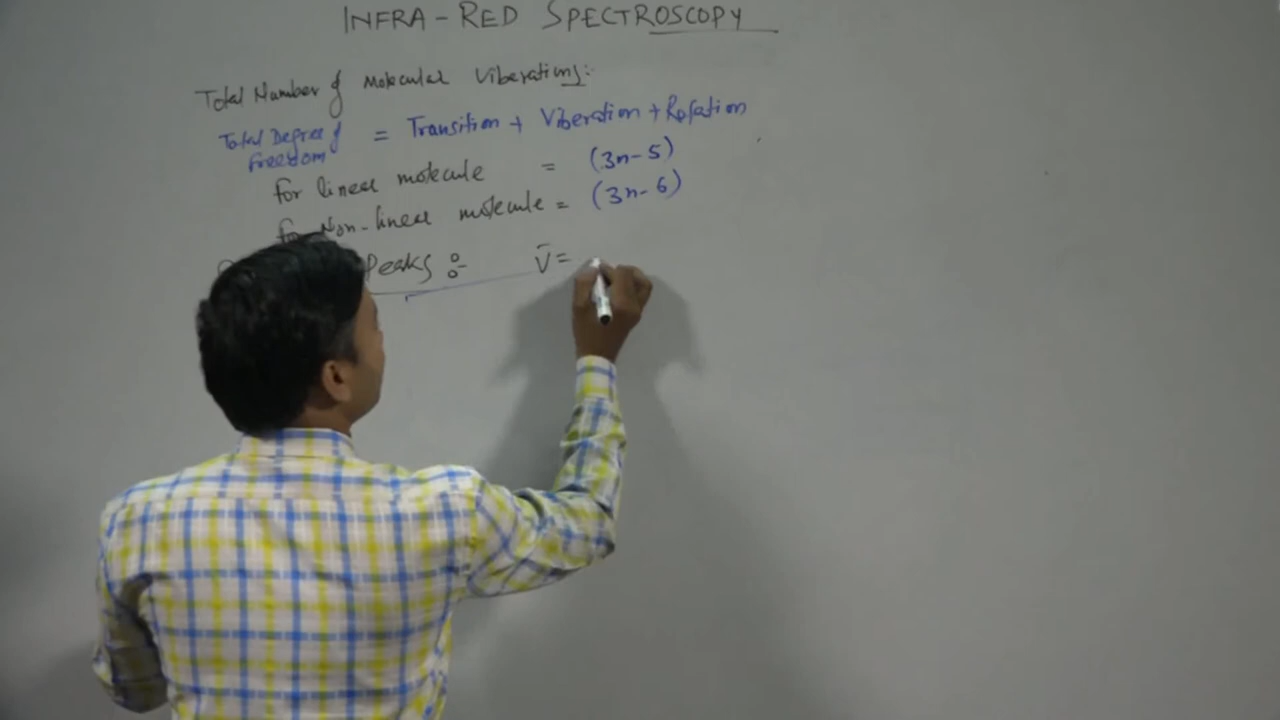 INFRA-RED SPECTROSCOPY
Total Number of Molecular Viberations:-
Total Degree of Freedom = Transition + Viberation + Rotation
for linear molecule = (3n-5)
for Non-linear molecule = (3n-6)
Peaks :- v̅ =